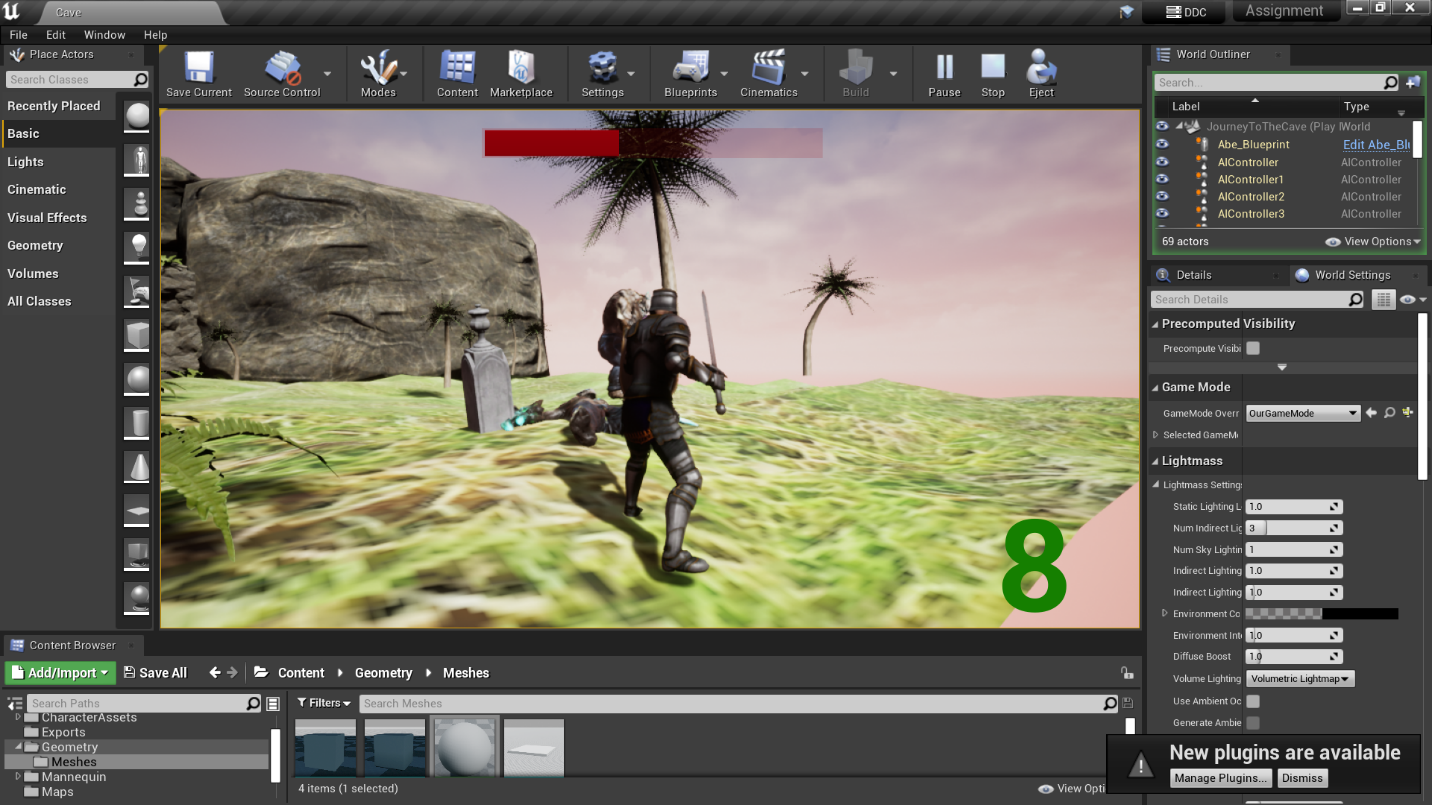 Cave
DDC
Assignment
File Edit Window Help
Place Actors
Search Classes
Recently Placed
Basic
Lights
Cinematic
Visual Effects
Geometry
Volumes
All Classes
Save Current Source Control Modes Content Marketplace Settings Blueprints Cinematics Build Pause Stop Eject
8
World Outliner
Search...
Label Type
JourneyToTheCave (Play I World
Abe_Blueprint Edit Abe_Bl
AIController AIController
AIController1 AIController
AIController2 AIController
AIController3 AIController
69 actors View Options
Details World Settings
Search Details
Precomputed Visibility
Precompute Visibi
Game Mode
GameMode Overr OurGameMode
Selected GameM
Lightmass
Lightmass Settings
Static Lighting L 1.0
Num Indirect Lig 3
Num Sky Lightin 1
Indirect Lighting 1.0
Indirect Lighting 1.0
Environment Co
Environment Inte 1.0
Diffuse Boost 1.0
Volume Lighting Volumetric Lightmap
Use Ambient Oc
Generate Ambie
Content Browser
Add/Import Save All Content Geometry Meshes
Search Paths
CharacterAssets
Exports
Geometry
Meshes
Mannequin
Maps
Filters Search Meshes
4 items (1 selected) View Opti
New plugins are available
Manage Plugins... Dismiss